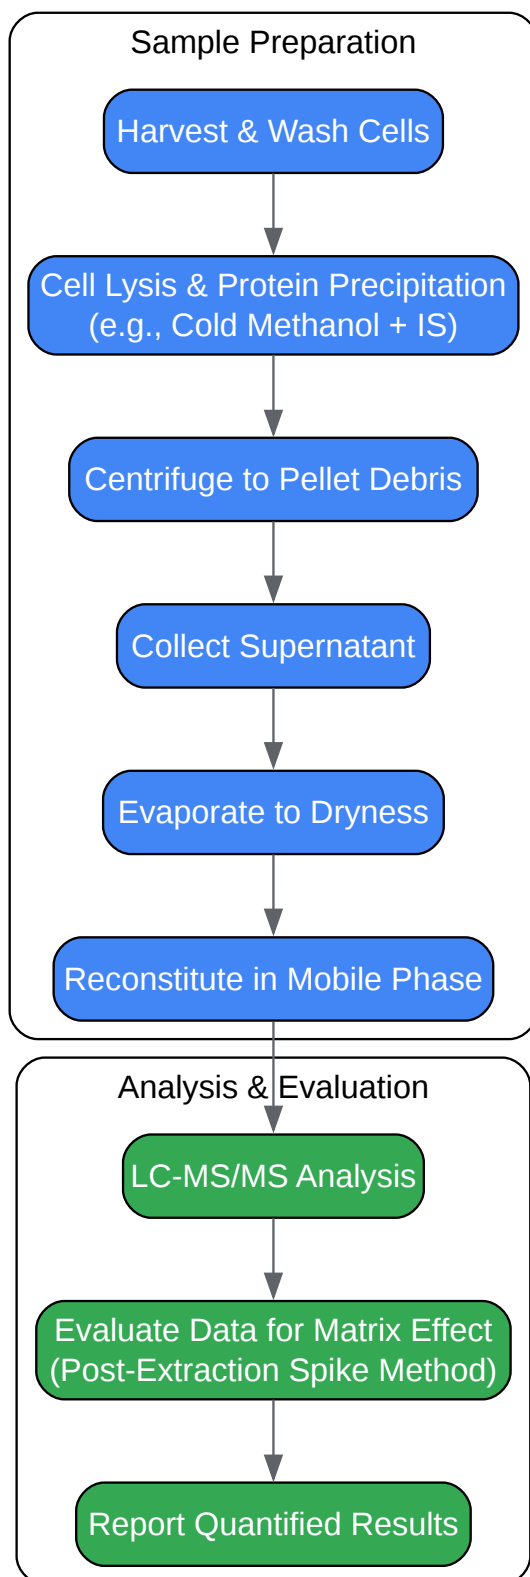 Sample Preparation
Harvest & Wash Cells
Cell Lysis & Protein Precipitation
(e.g., Cold Methanol + IS)
Centrifuge to Pellet Debris
Collect Supernatant
Evaporate to Dryness
Reconstitute in Mobile Phase
Analysis & Evaluation
LC-MS/MS Analysis
Evaluate Data for Matrix Effect
(Post-Extraction Spike Method)
Report Quantified Results